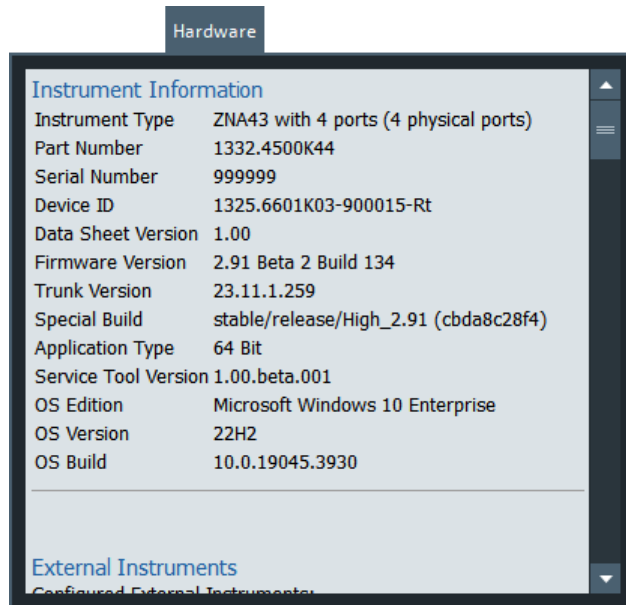 Hardware
Instrument Information
Instrument Type ZNA43 with 4 ports (4 physical ports)
Part Number 1332.4500K44
Serial Number 999999
Device ID 1325.6601K03-900015-Rt
Data Sheet Version 1.00
Firmware Version 2.91 Beta 2 Build 134
Trunk Version 23.11.1.259
Special Build stable/release/High_2.91 (cbda8c28f4)
Application Type 64 Bit
Service Tool Version 1.00.beta.001
OS Edition Microsoft Windows 10 Enterprise
OS Version 22H2
OS Build 10.0.19045.3930
External Instruments
Configured External Instruments: